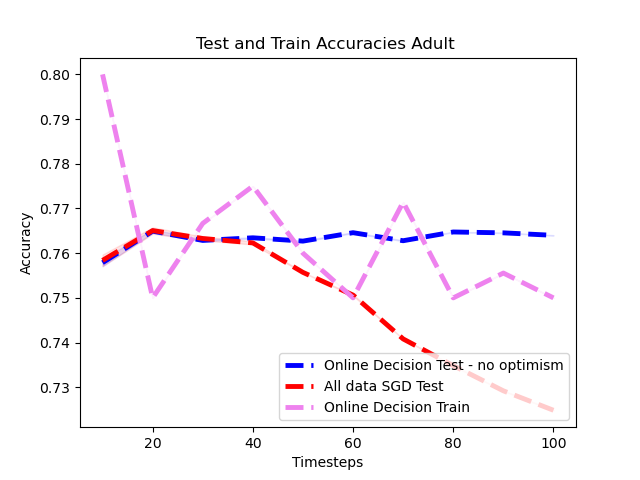 Test and Train Accuracies Adult
0.80
0.79
0.78
0.77
0.76
0.75
0.74
0.73
Accuracy
Online Decision Test - no optimism
All data SGD Test
Online Decision Train
20
40
60
80
100
Timesteps